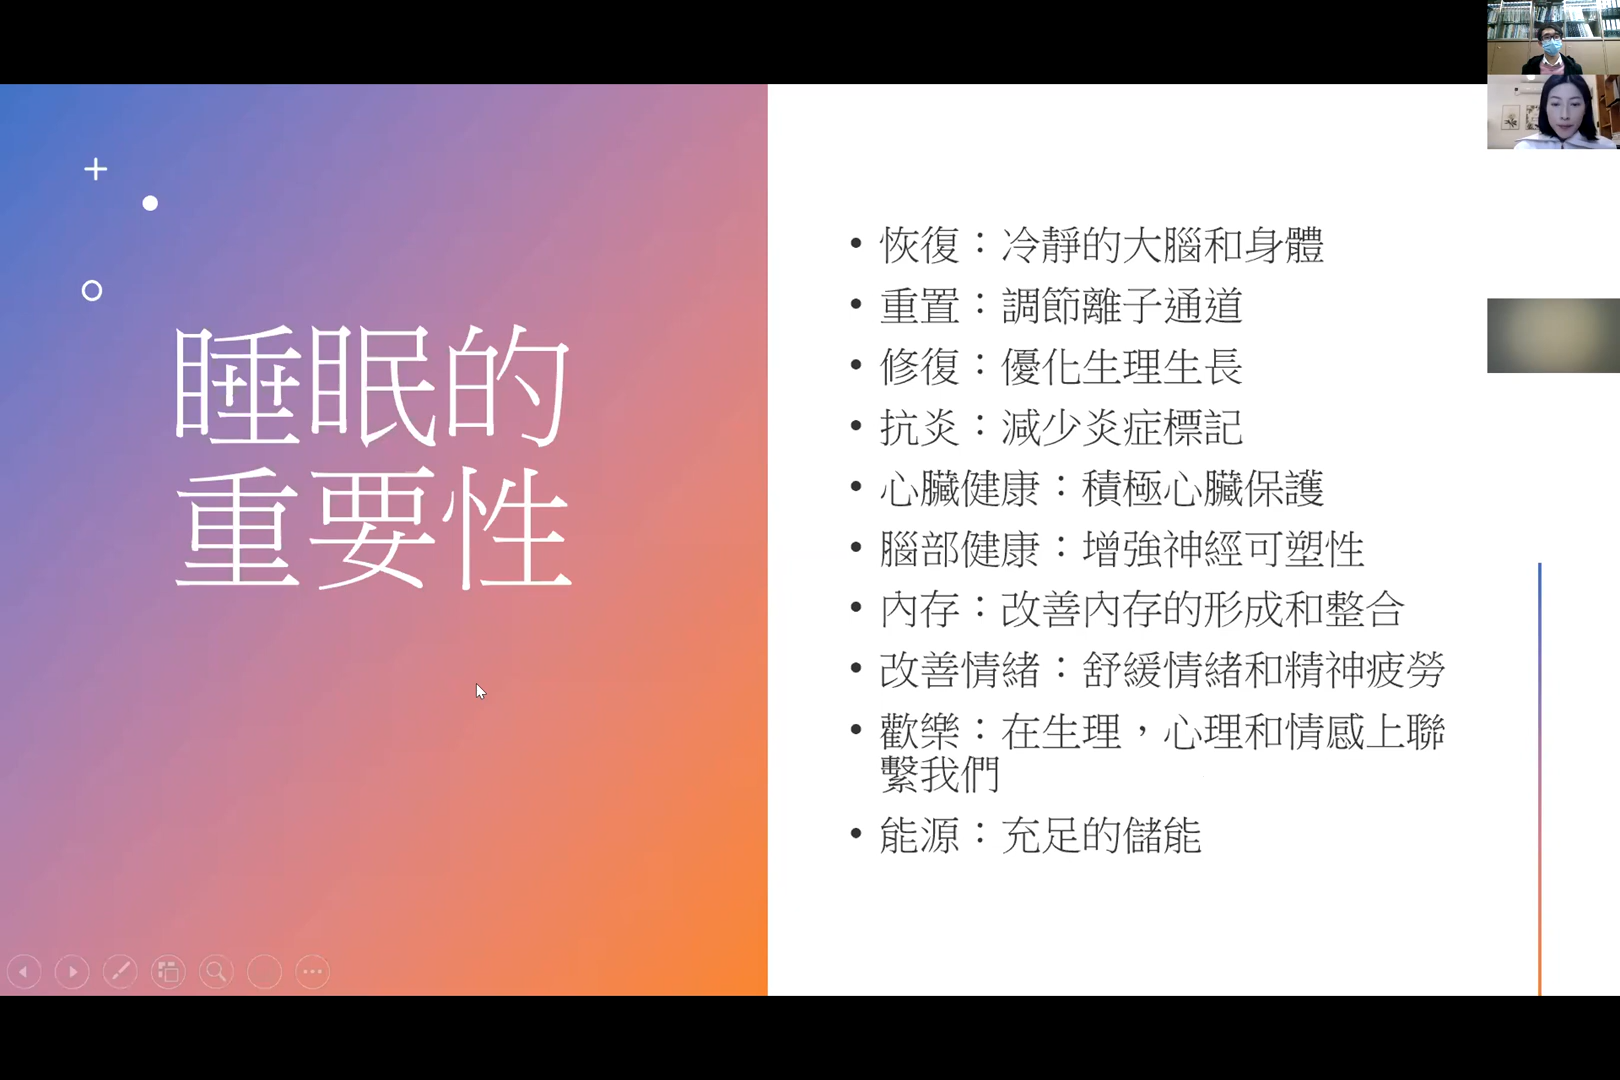 睡眠的
重要性
• 恢復：冷靜的大腦和身體
• 重置：調節離子通道
• 修復：優化生理生長
• 抗炎：減少炎症標記
• 心臟健康：積極心臟保護
• 腦部健康：增強神經可塑性
• 內存：改善內存的形成和整合
• 改善情緒：舒緩情緒和精神疲勞
• 歡樂：在生理，心理和情感上聯
繫我們
• 能源：充足的儲能